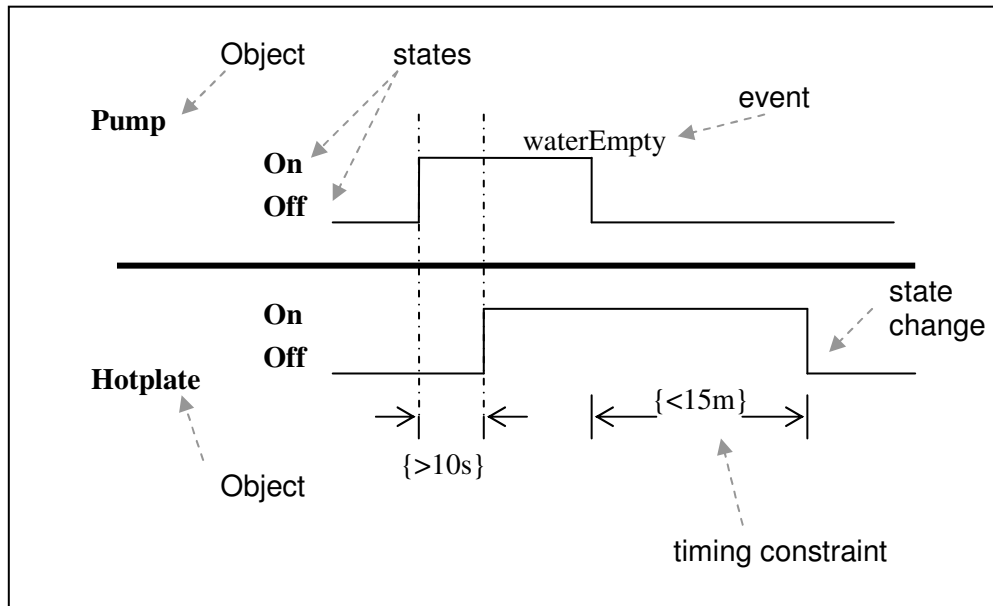 Object
states
event
Pump
waterEmpty
On
Off
On
state
change
Off
Hotplate
{<15m}
{>10s}
Object
timing constraint